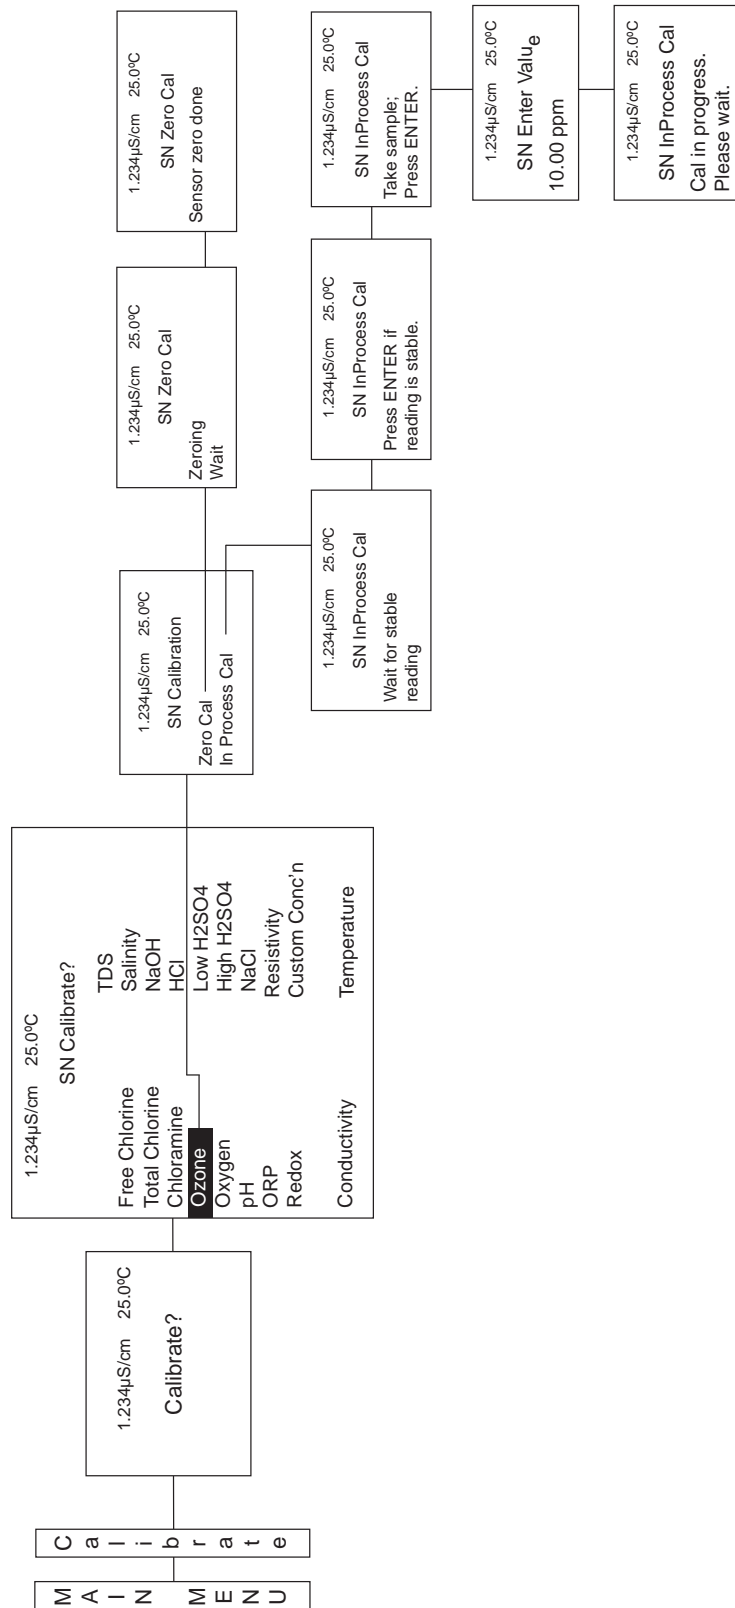 MAIN MENU
Calibrate
1.234µS/cm 25.0ºC
Calibrate?
1.234µS/cm 25.0ºC
SN Calibrate?
Free Chlorine
Total Chlorine
Chloramine
Ozone
Oxygen
pH
ORP
Redox
Conductivity
TDS
Salinity
NaOH
HCl
Low H2SO4
High H2SO4
NaCl
Resistivity
Custom Conc'n
Temperature
1.234µS/cm 25.0ºC
SN Calibration
Zero Cal
In Process Cal
1.234µS/cm 25.0ºC
SN Zero Cal
Zeroing
Wait
1.234µS/cm 25.0ºC
SN Zero Cal
Sensor zero done
1.234µS/cm 25.0ºC
SN InProcess Cal
Wait for stable
reading
1.234µS/cm 25.0ºC
SN InProcess Cal
Press ENTER if
reading is stable.
1.234µS/cm 25.0ºC
SN InProcess Cal
Take sample;
Press ENTER.
1.234µS/cm 25.0ºC
SN Enter Value
10.00 ppm
1.234µS/cm 25.0ºC
SN InProcess Cal
Cal in progress.
Please wait.